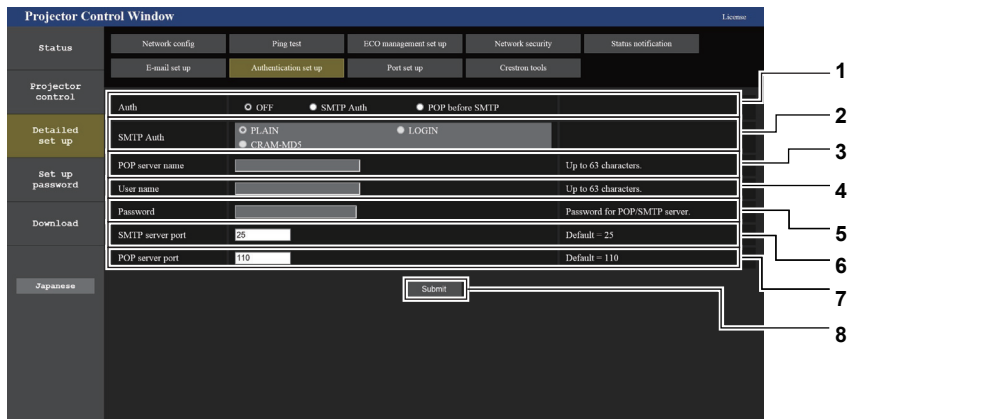 Projector Control Window License
Status
Network config Ping test ECO management set up Network security Status notification
E-mail set up Authentication set up Port set up Crestron tools
Projector
control
Detailed
set up
Set up
password
Download
Japanese
Auth OFF SMTP Auth POP before SMTP
SMTP Auth PLAIN LOGIN
CRAM-MD5
POP server name Up to 63 characters.
User name Up to 63 characters.
Password Password for POP/SMTP server.
SMTP server port 25 Default = 25
POP server port 110 Default = 110
Submit
1
2
3
4
5
6
7
8